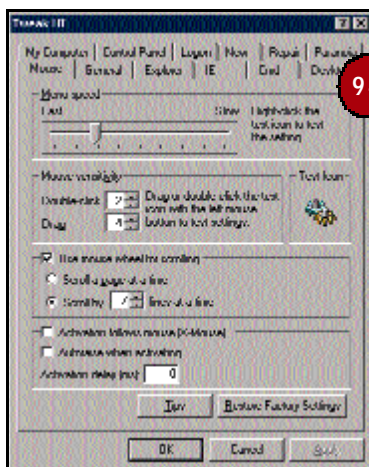 Tweak UI
My Computer Control Panel Logon New Repair Paranoia
Mouse General Explorer IE Cmd Desktop
9
Menu speed
Fast Slow Right-click the
test icon to test
the setting
Mouse sensitivity
Double-click: 2 Drag or double-click the test
icon with the left mouse
Drag: button to test settings.
Test Icon
Use mouse wheel for scrolling
Scroll a page at a time
Scroll by lines at a time
Activation follows mouse (X-Mouse)
Autoraise when activating
Activation delay (ms): 0
Tips Restore Factory Settings
OK Cancel Apply